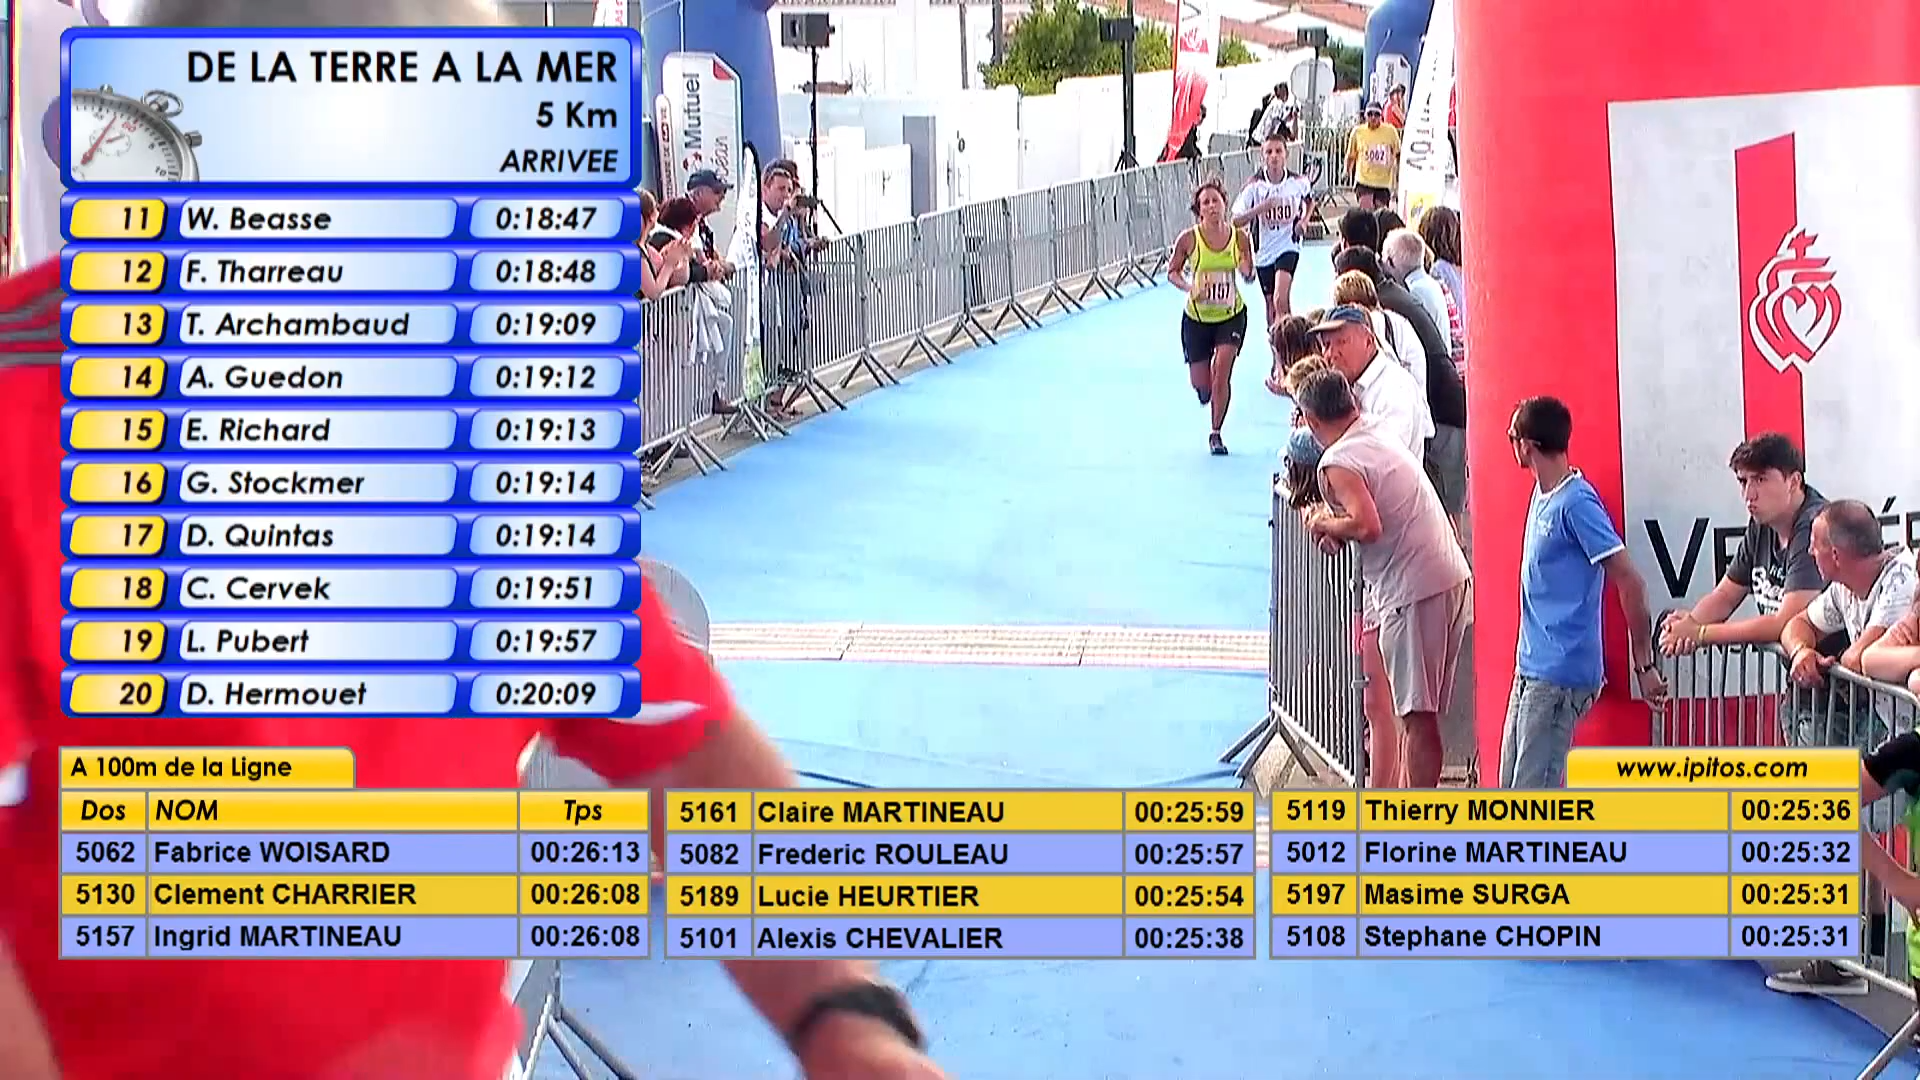 DE LA TERRE A LA MER
5 Km
ARRIVEE
11 W. Beasse 0:18:47
12 F. Tharreau 0:18:48
13 T. Archambaud 0:19:09
14 A. Guedon 0:19:12
15 E. Richard 0:19:13
16 G. Stockmer 0:19:14
17 D. Quintas 0:19:14
18 C. Cervek 0:19:51
19 L. Pubert 0:19:57
20 D. Hermouet 0:20:09
Mutuel
5062
5130
5157
A 100m de la Ligne
www.ipitos.com
Dos NOM Tps
5062 Fabrice WOISARD 00:26:13
5130 Clement CHARRIER 00:26:08
5157 Ingrid MARTINEAU 00:26:08
5161 Claire MARTINEAU 00:25:59
5082 Frederic ROULEAU 00:25:57
5189 Lucie HEURTIER 00:25:54
5101 Alexis CHEVALIER 00:25:38
5119 Thierry MONNIER 00:25:36
5012 Florine MARTINEAU 00:25:32
5197 Masime SURGA 00:25:31
5108 Stephane CHOPIN 00:25:31